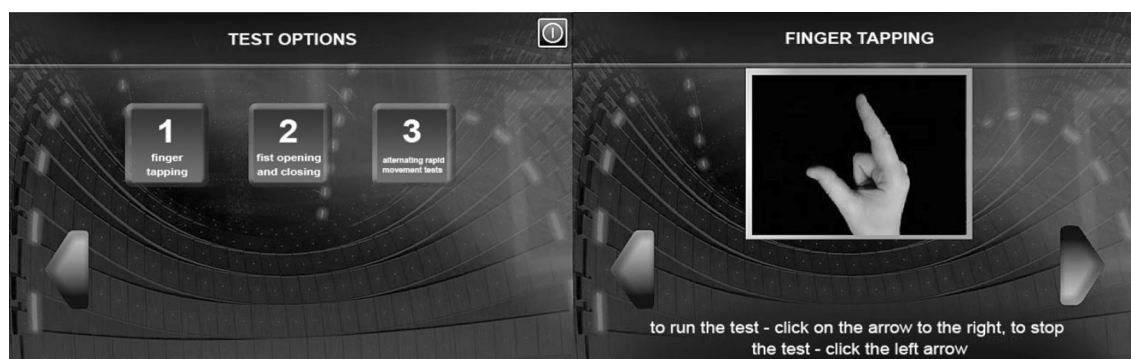 TEST OPTIONS
1
finger
tapping
2
fist opening
and closing
3
alternating rapid
movement tests
FINGER TAPPING
to run the test - click on the arrow to the right, to stop
the test - click the left arrow